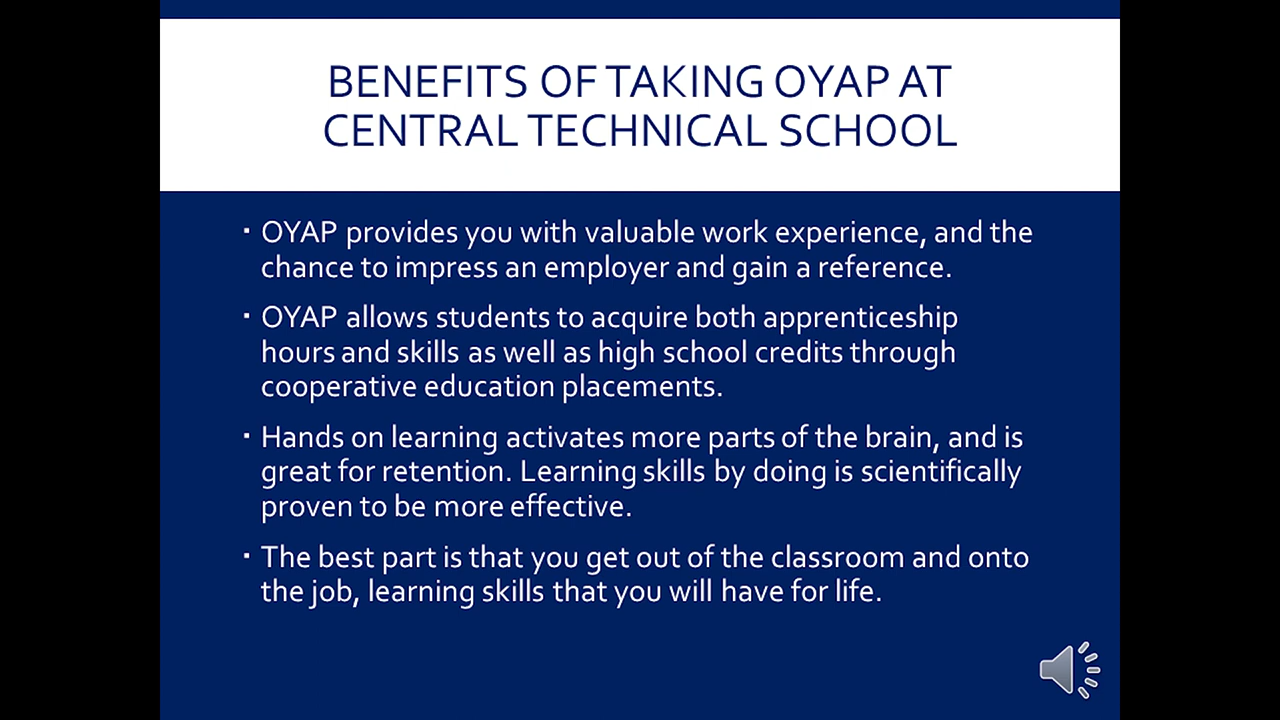 BENEFITS OF TAKING OYAP AT
CENTRAL TECHNICAL SCHOOL
▪ OYAP provides you with valuable work experience, and the
chance to impress an employer and gain a reference.
▪ OYAP allows students to acquire both apprenticeship
hours and skills as well as high school credits through
cooperative education placements.
▪ Hands on learning activates more parts of the brain, and is
great for retention. Learning skills by doing is scientifically
proven to be more effective.
▪ The best part is that you get out of the classroom and onto
the job, learning skills that you will have for life.